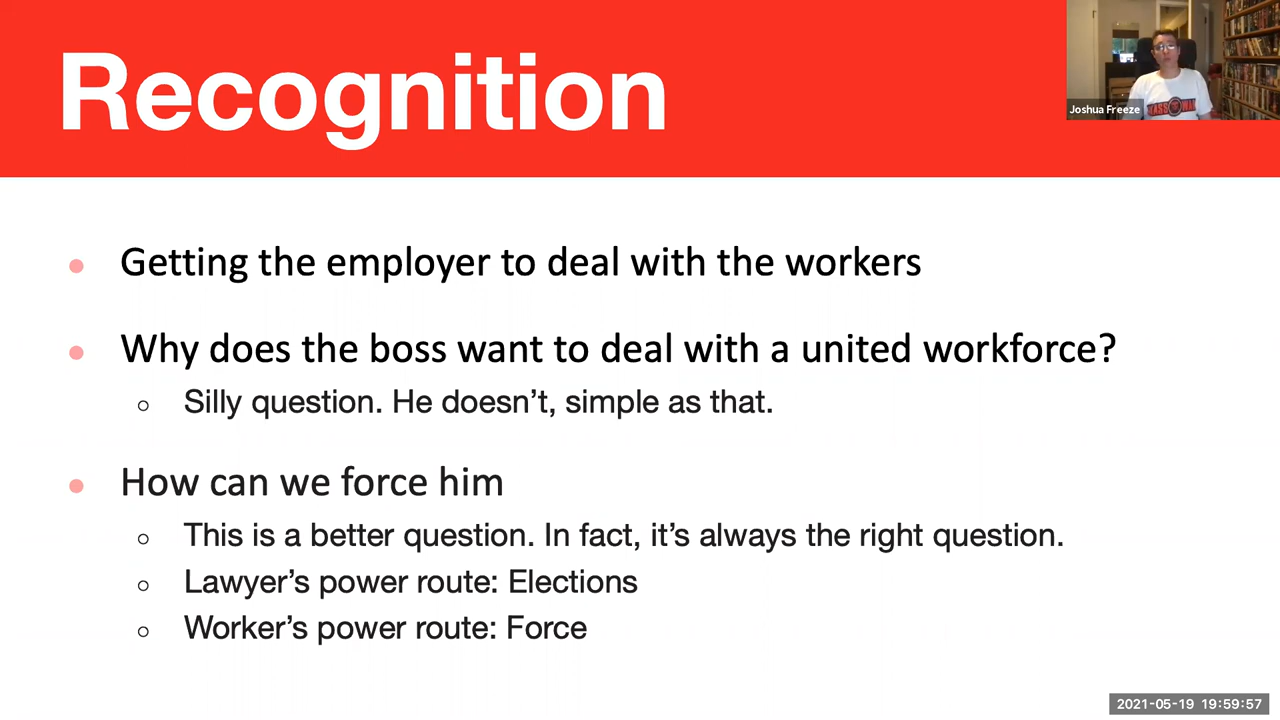 Recognition
Joshua Freeze
Getting the employer to deal with the workers
Why does the boss want to deal with a united workforce?
Silly question. He doesn’t, simple as that.
How can we force him
This is a better question. In fact, it’s always the right question.
Lawyer’s power route: Elections
Worker’s power route: Force
2021-05-19 19:59:57